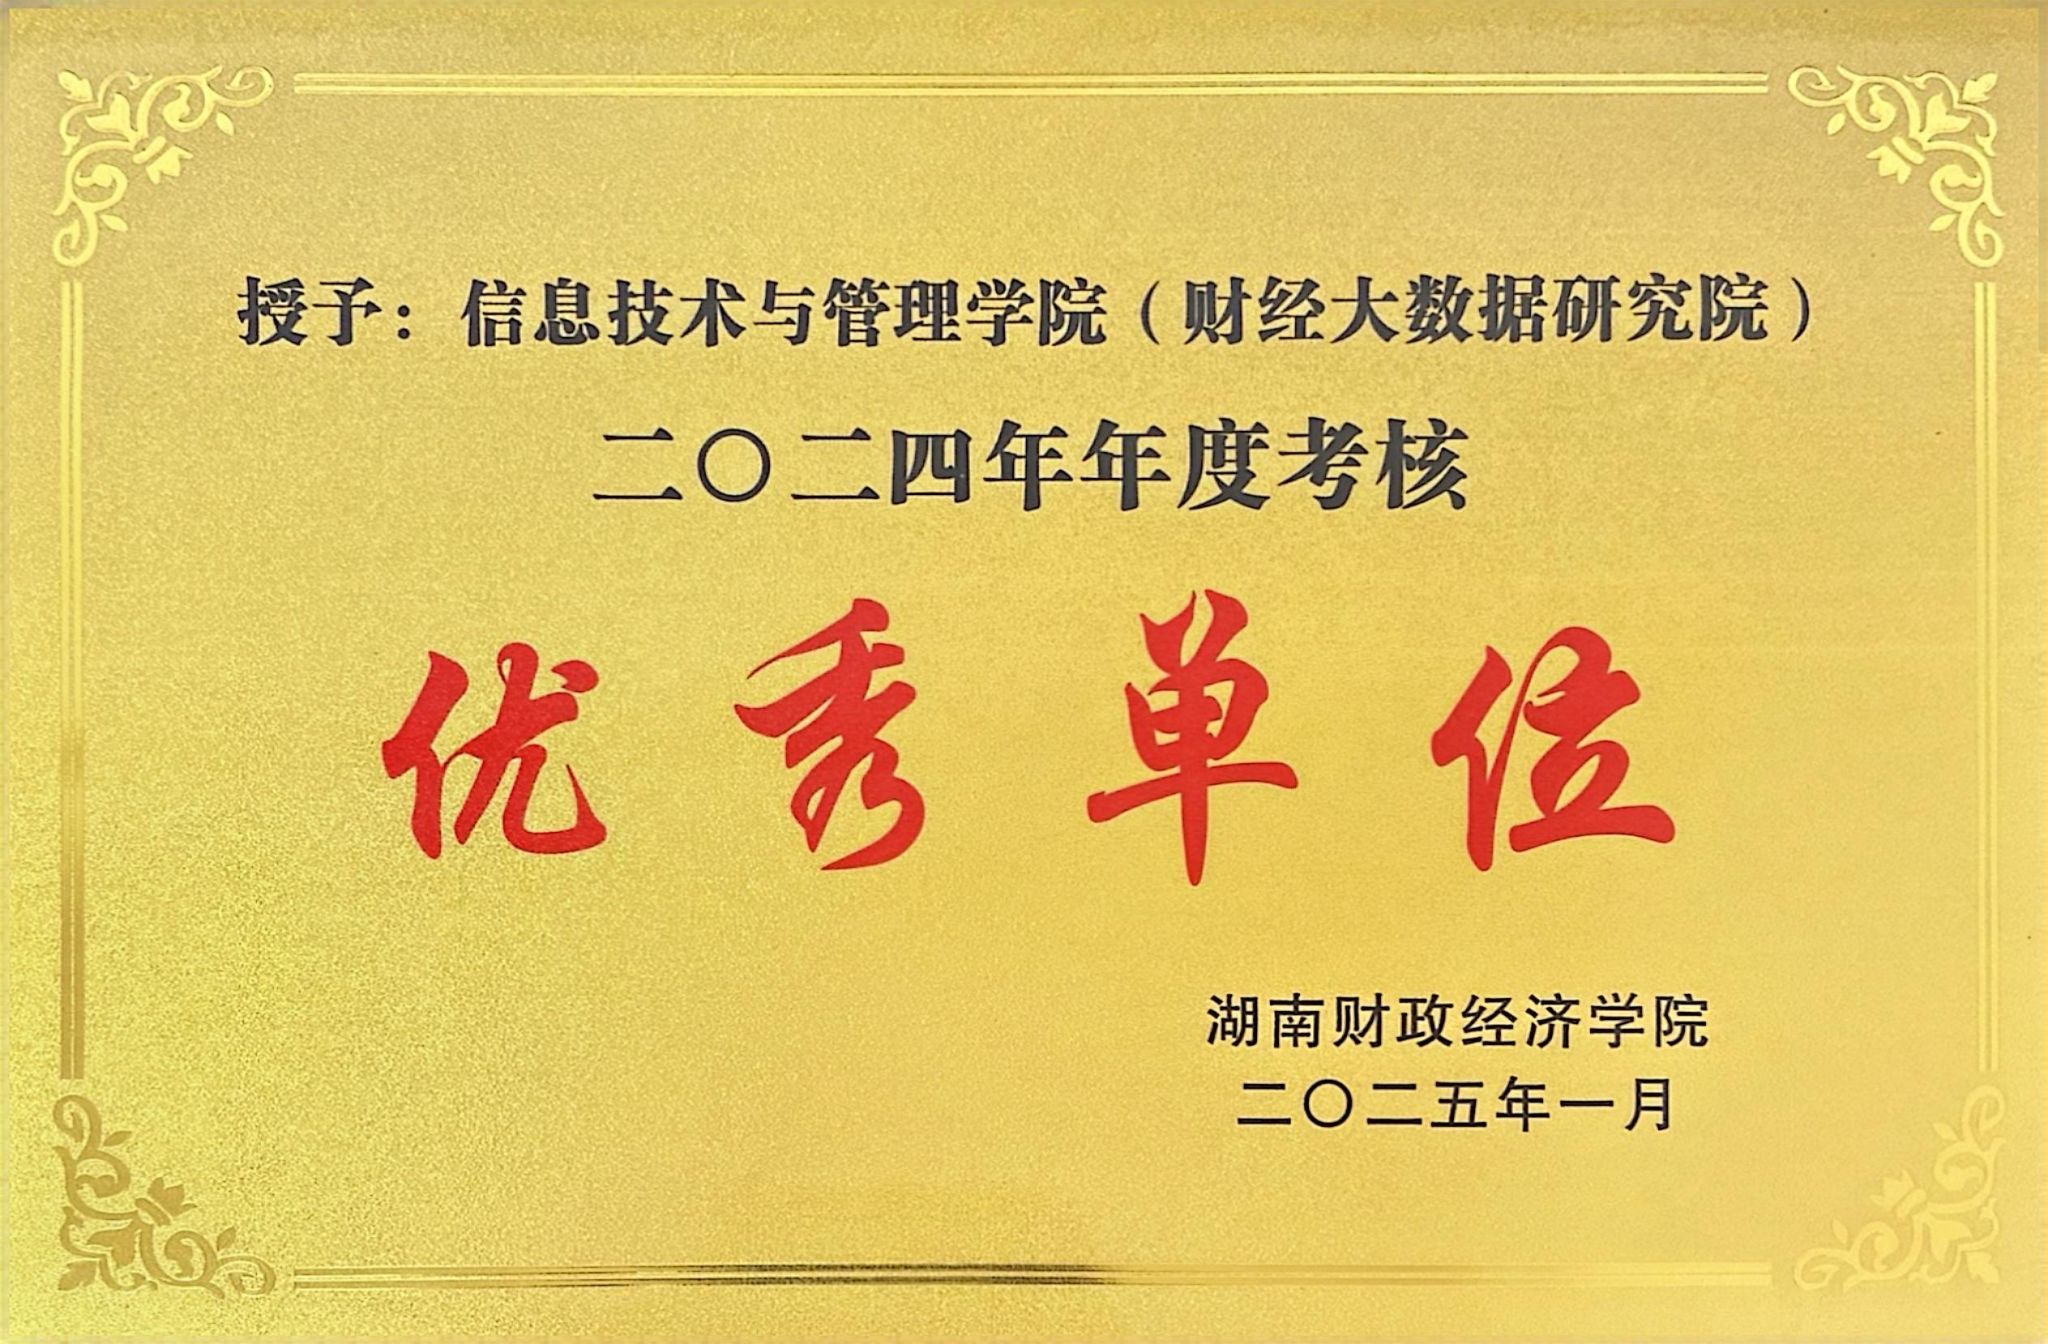 授予：信息技术与管理学院（财经大数据研究院）
二〇二四年年度考核
优秀单位
湖南财政经济学院
二〇二五年一月